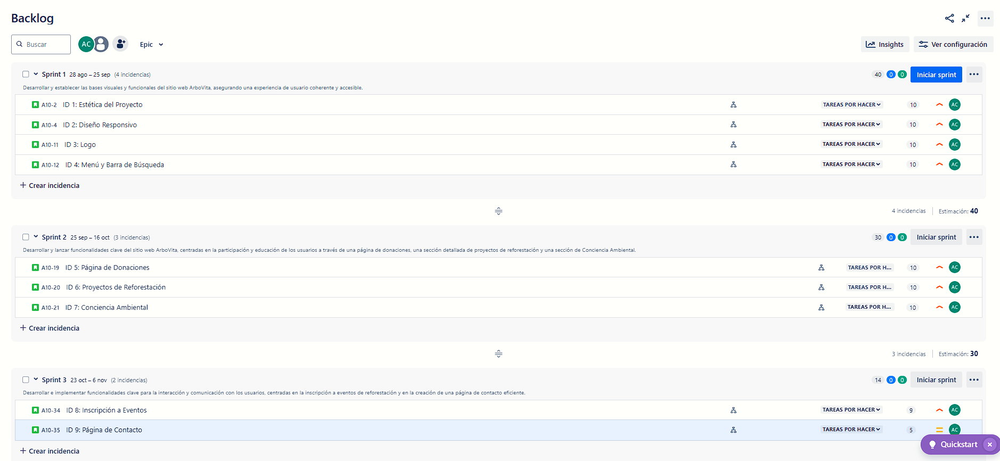 Backlog
Buscar
AC
Epic
Insights
Ver configuración
Sprint 1 28 ago – 25 sep (4 incidencias) 40 0 0 Iniciar sprint
Desarrollar y establecer las bases visuales y funcionales del sitio web ArboVita, asegurando una experiencia de usuario coherente y accesible.
A10-2 ID 1: Estética del Proyecto TAREAS POR HACER 10 AC
A10-4 ID 2: Diseño Responsivo TAREAS POR HACER 10 AC
A10-11 ID 3: Logo TAREAS POR HACER 10 AC
A10-12 ID 4: Menú y Barra de Búsqueda TAREAS POR HACER 10 AC
+ Crear incidencia
4 incidencias Estimación: 40
Sprint 2 25 sep – 16 oct (3 incidencias) 30 0 0 Iniciar sprint
Desarrollar y lanzar funcionalidades clave del sitio web ArboVita, centradas en la participación y educación de los usuarios a través de una página de donaciones, una sección detallada de proyectos de reforestación y una sección de Conciencia Ambiental.
A10-19 ID 5: Página de Donaciones TAREAS POR H... 10 AC
A10-20 ID 6: Proyectos de Reforestación TAREAS POR H... 10 AC
A10-21 ID 7: Conciencia Ambiental TAREAS POR H... 10 AC
+ Crear incidencia
3 incidencias Estimación: 30
Sprint 3 23 oct – 6 nov (2 incidencias) 14 0 0 Iniciar sprint
Desarrollar e implementar funcionalidades clave para la interacción y comunicación con los usuarios, centradas en la inscripción a eventos de reforestación y en la creación de una página de contacto eficiente.
A10-34 ID 8: Inscripción a Eventos TAREAS POR HACER 9 AC
A10-35 ID 9: Página de Contacto TAREAS POR HACER 5 AC
+ Crear incidencia
Quickstart